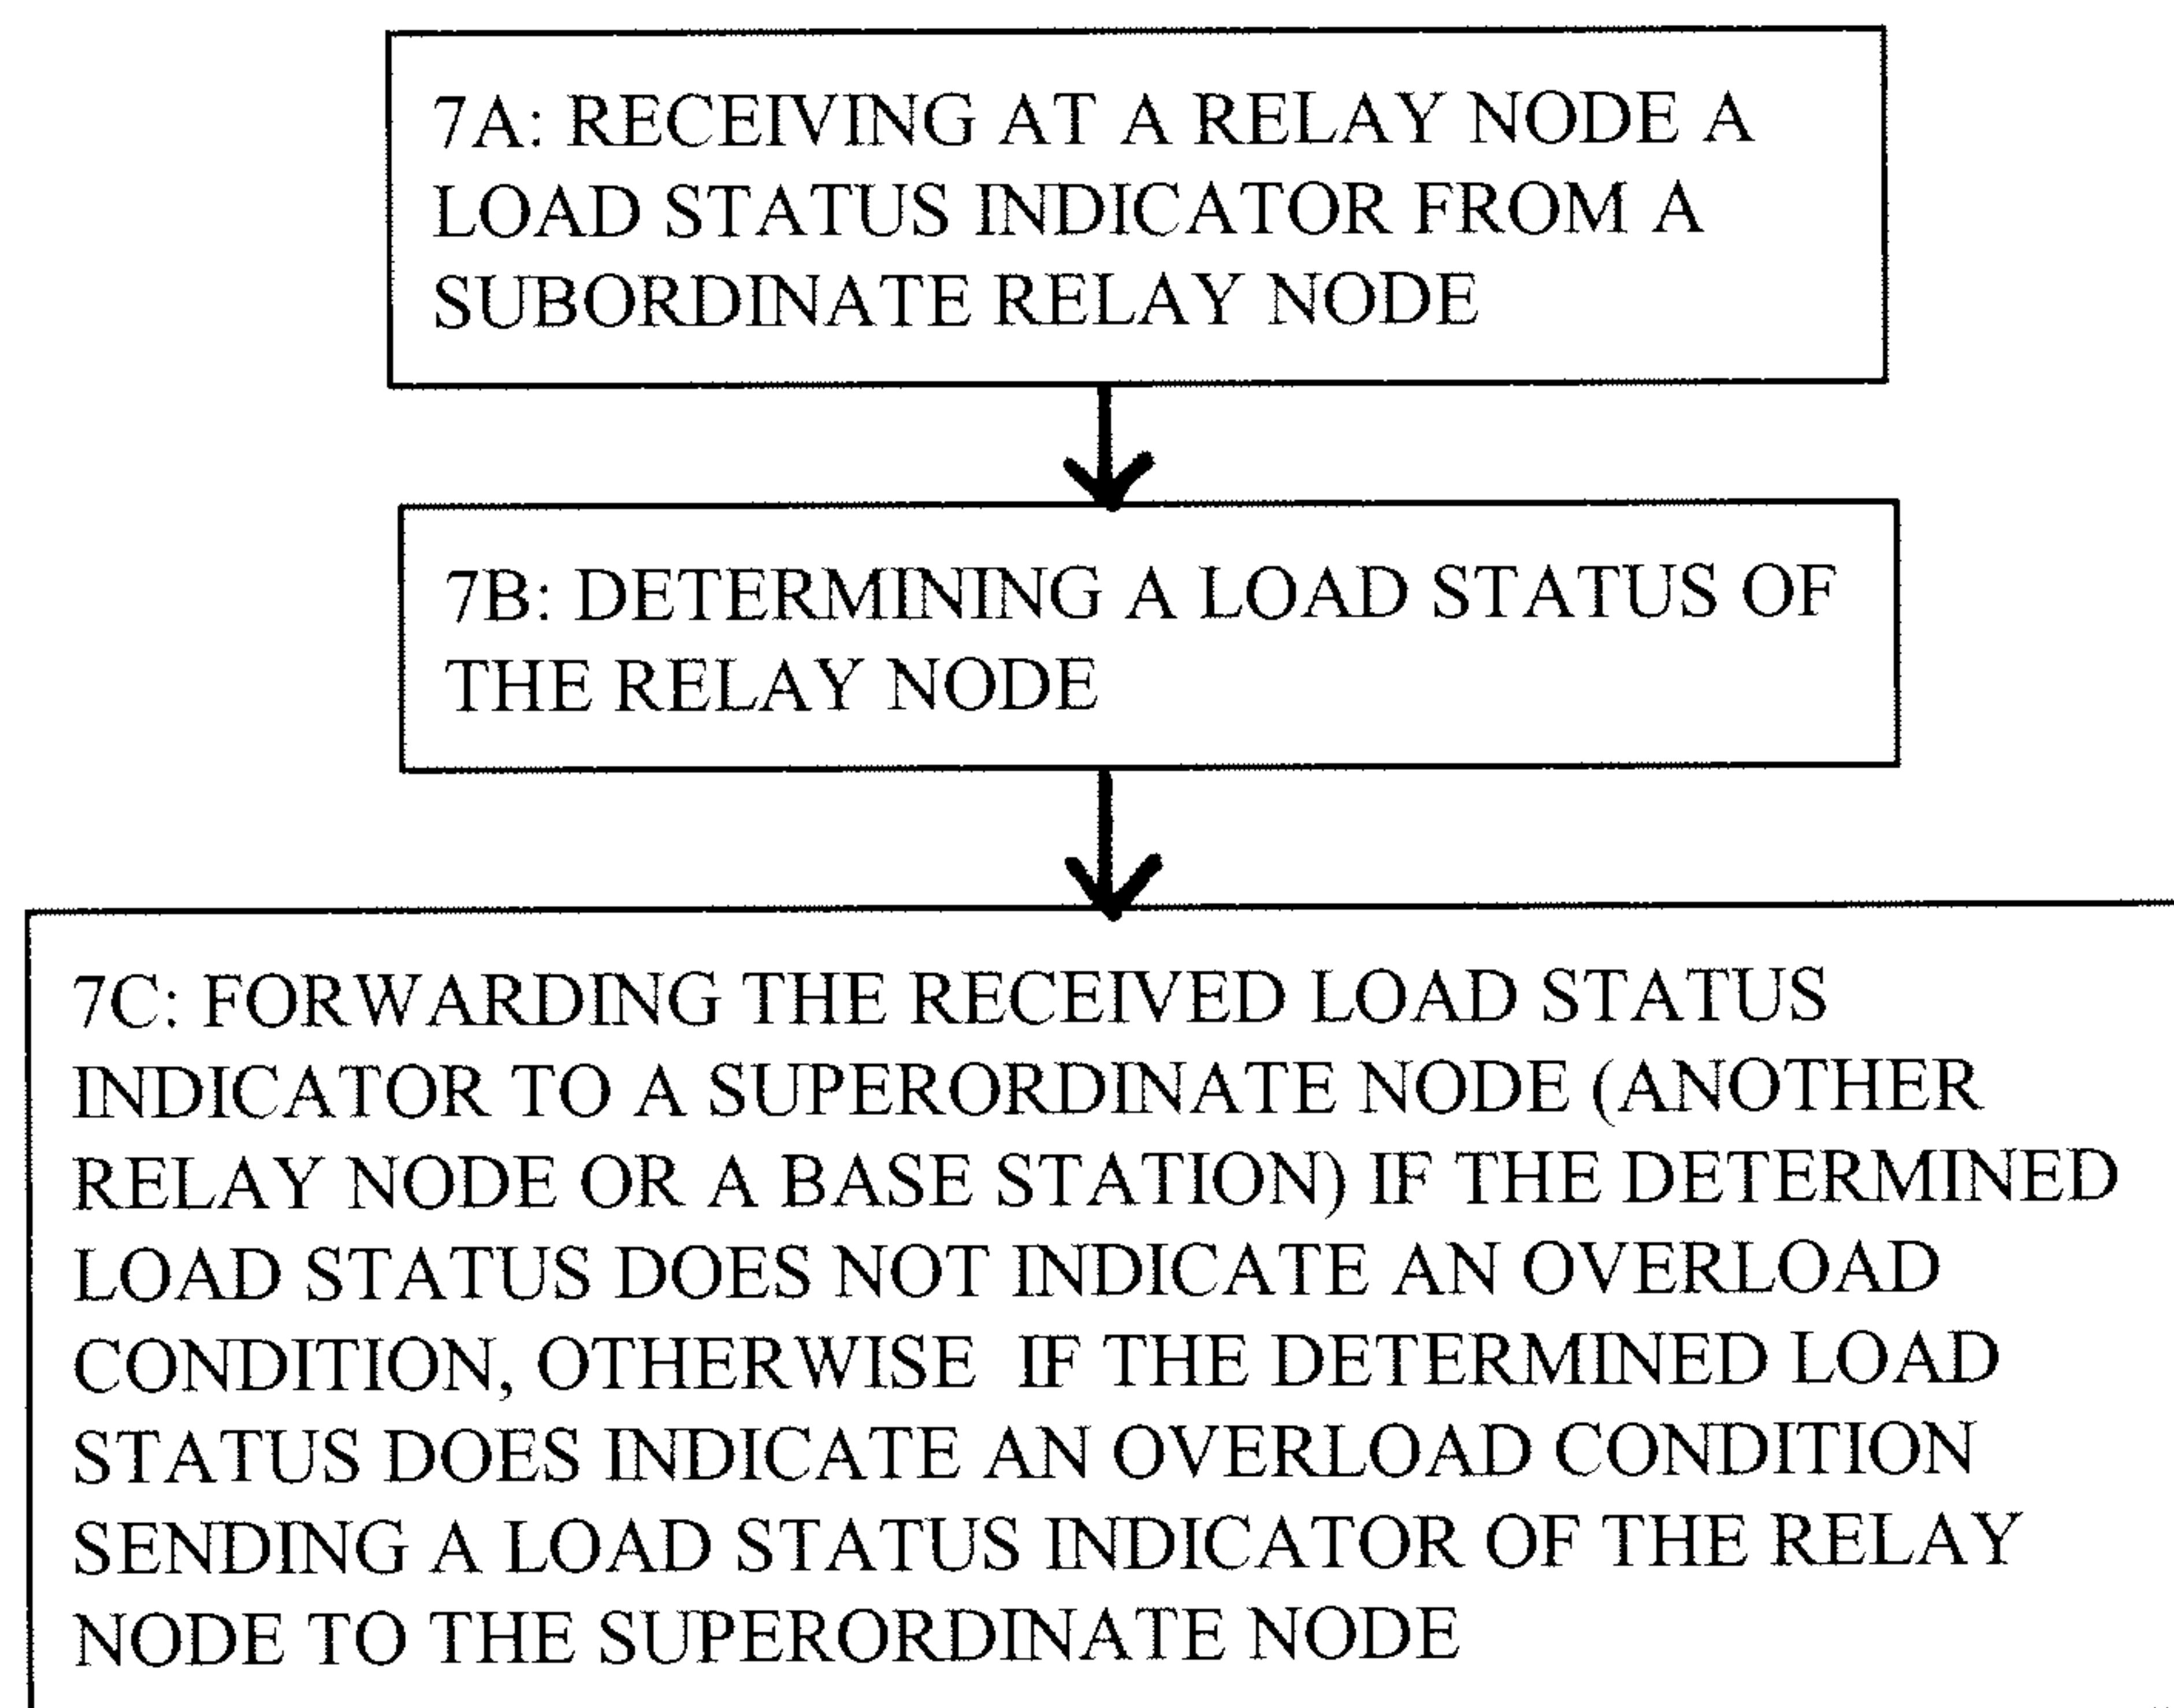 7A: RECEIVING AT A RELAY NODE A
LOAD STATUS INDICATOR FROM A
SUBORDINATE RELAY NODE
7B: DETERMINING A LOAD STATUS OF
THE RELAY NODE
7C: FORWARDING THE RECEIVED LOAD STATUS
INDICATOR TO A SUPERORDINATE NODE (ANOTHER
RELAY NODE OR A BASE STATION) IF THE DETERMINED
LOAD STATUS DOES NOT INDICATE AN OVERLOAD
CONDITION, OTHERWISE IF THE DETERMINED LOAD
STATUS DOES INDICATE AN OVERLOAD CONDITION
SENDING A LOAD STATUS INDICATOR OF THE RELAY
NODE TO THE SUPERORDINATE NODE